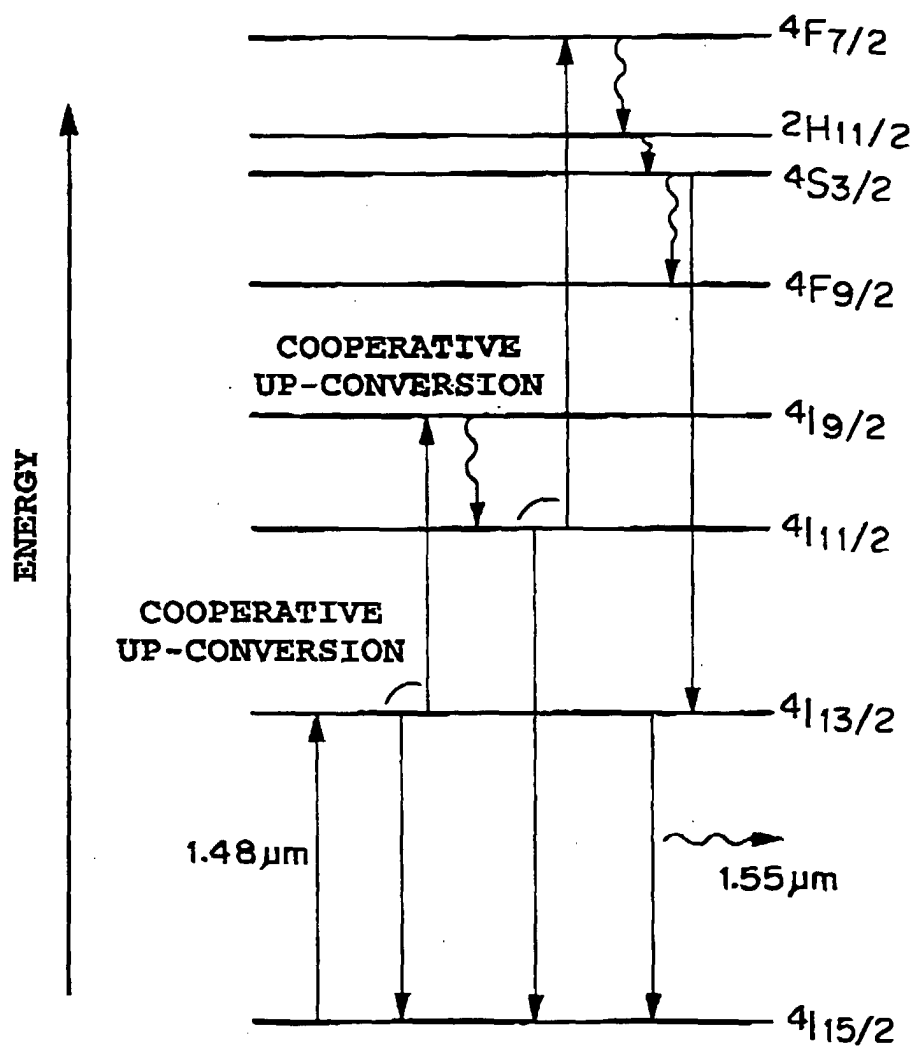 4F7/2
2H11/2
4S3/2
4F9/2
COOPERATIVE
UP-CONVERSION
4I9/2
ENERGY
4I11/2
COOPERATIVE
UP-CONVERSION
4I13/2
1.48μm
1.55μm
4I15/2